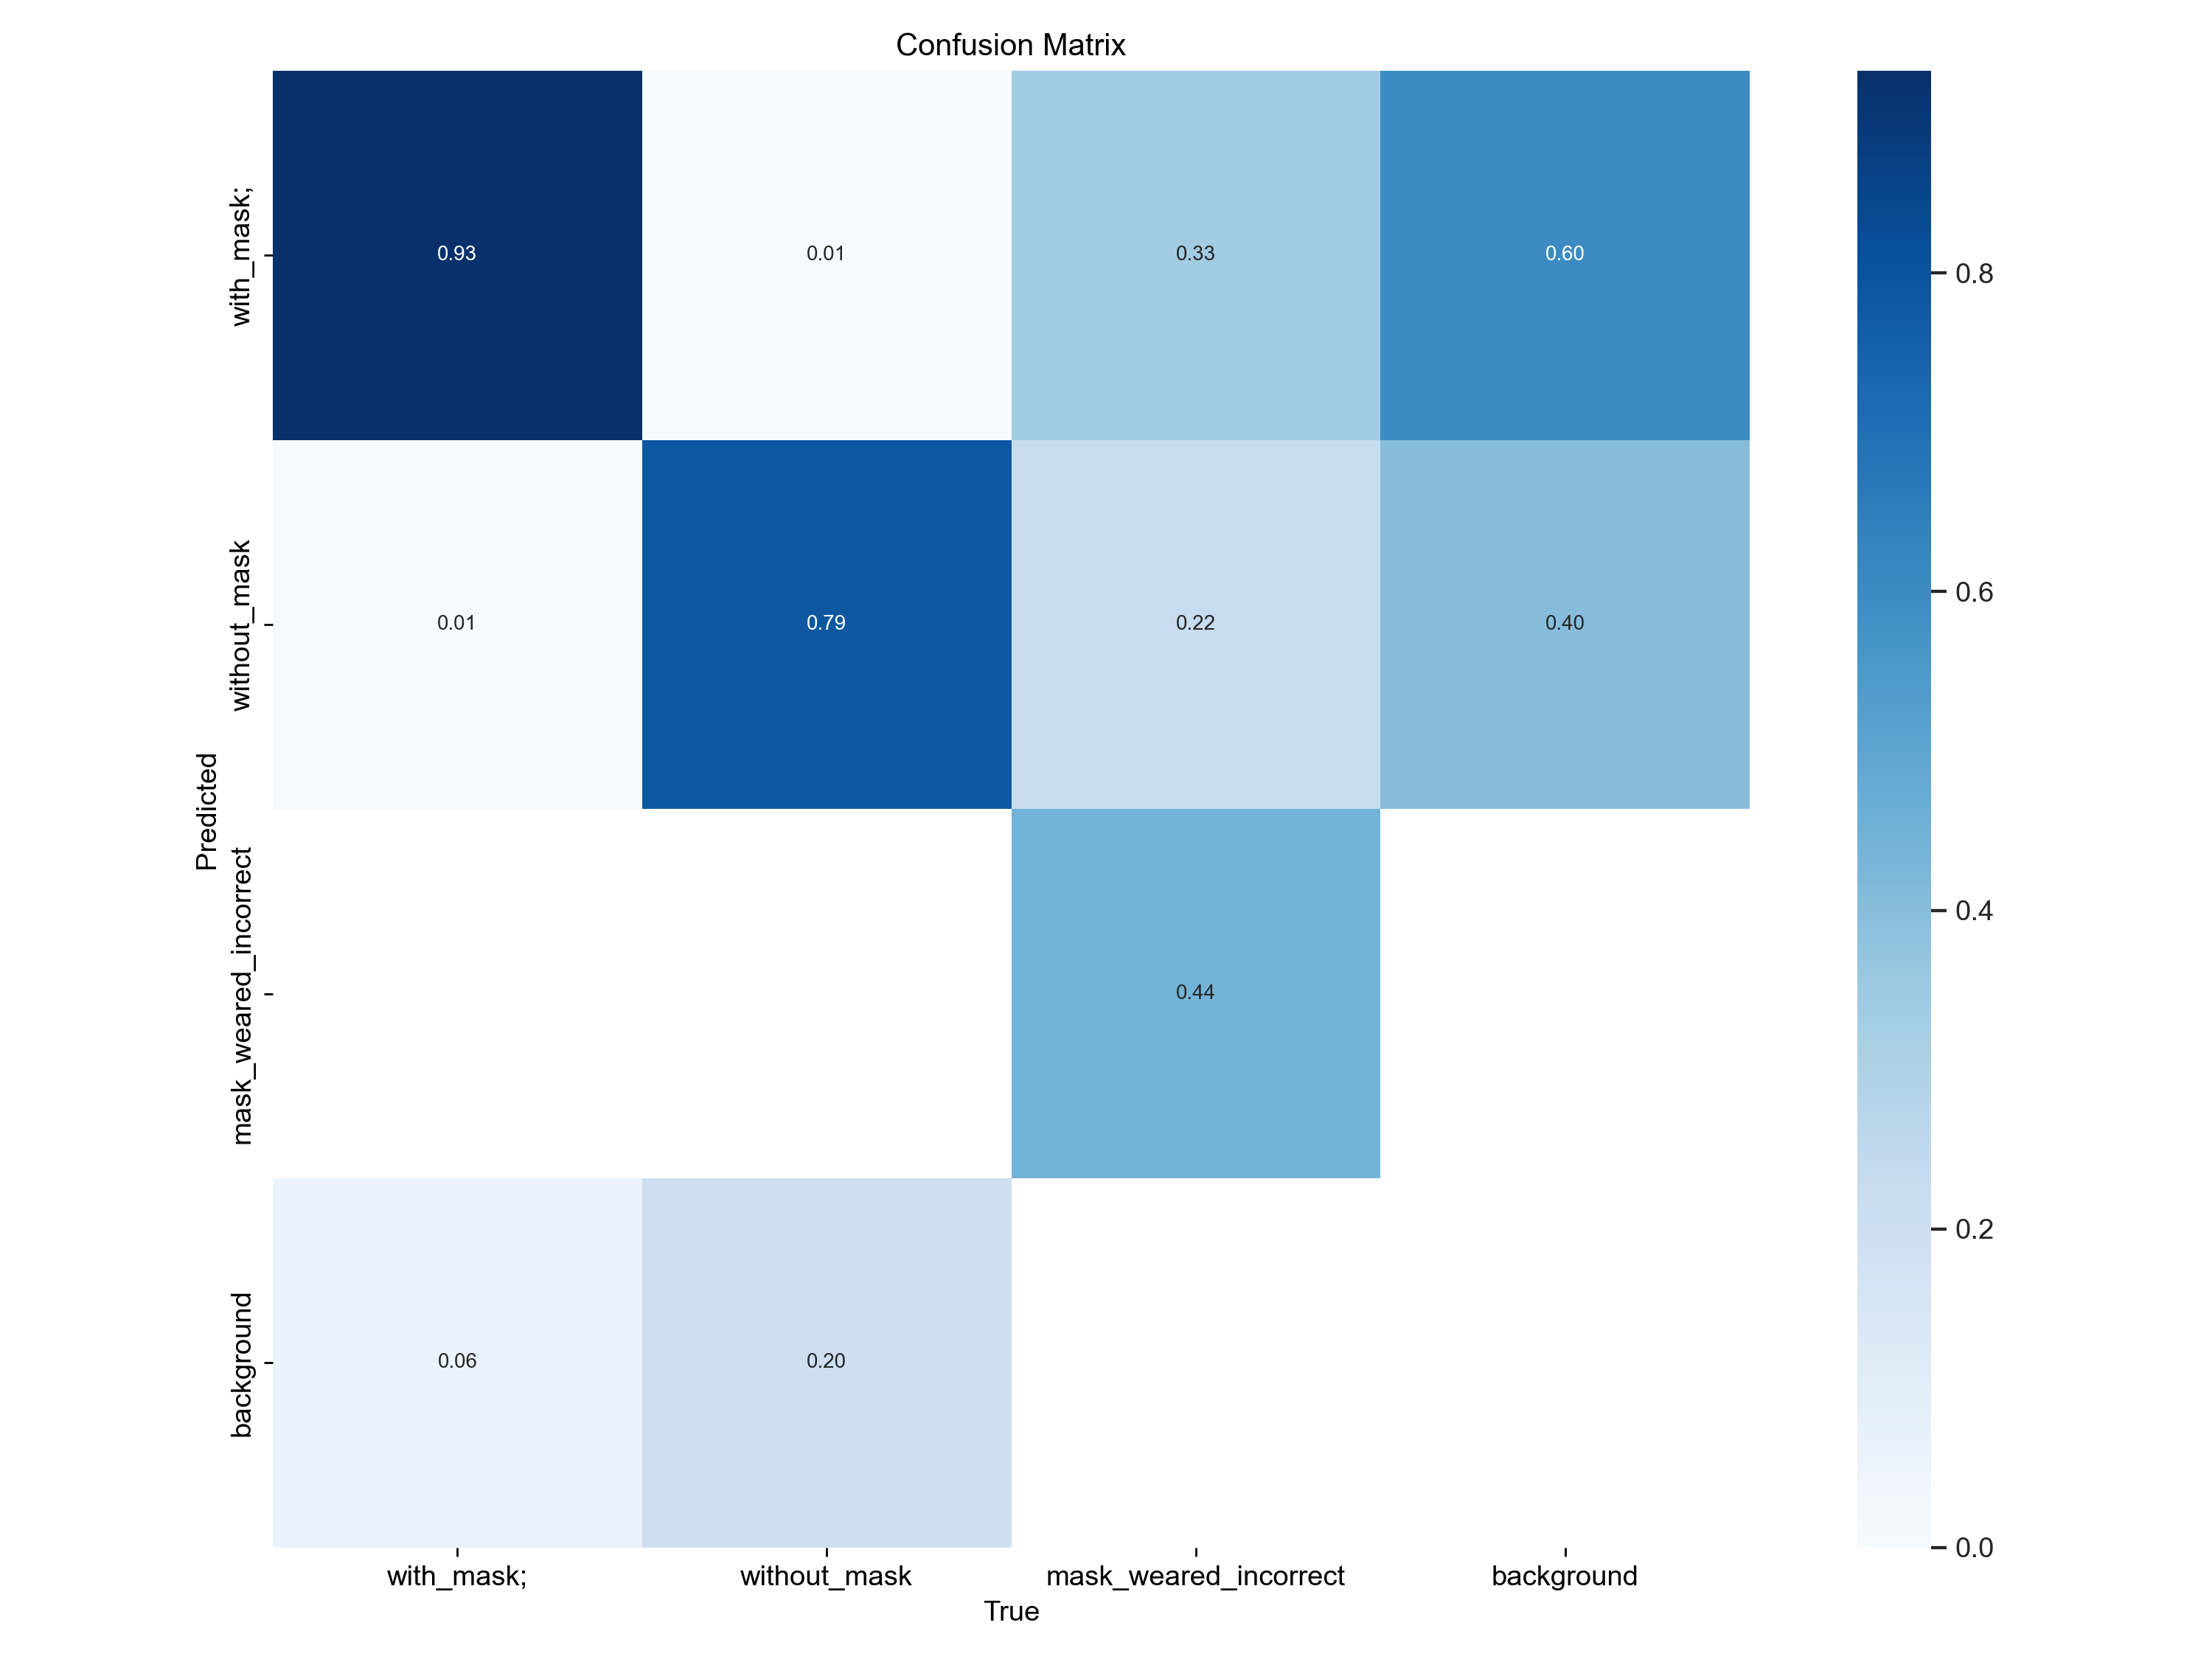 Confusion Matrix
with_mask;
0.93
0.01
0.33
0.60
without_mask
0.01
0.79
0.22
0.40
Predicted
mask_weared_incorrect
0.44
background
0.06
0.20
with_mask;
without_mask
mask_weared_incorrect
background
True
0.8
0.6
0.4
0.2
0.0